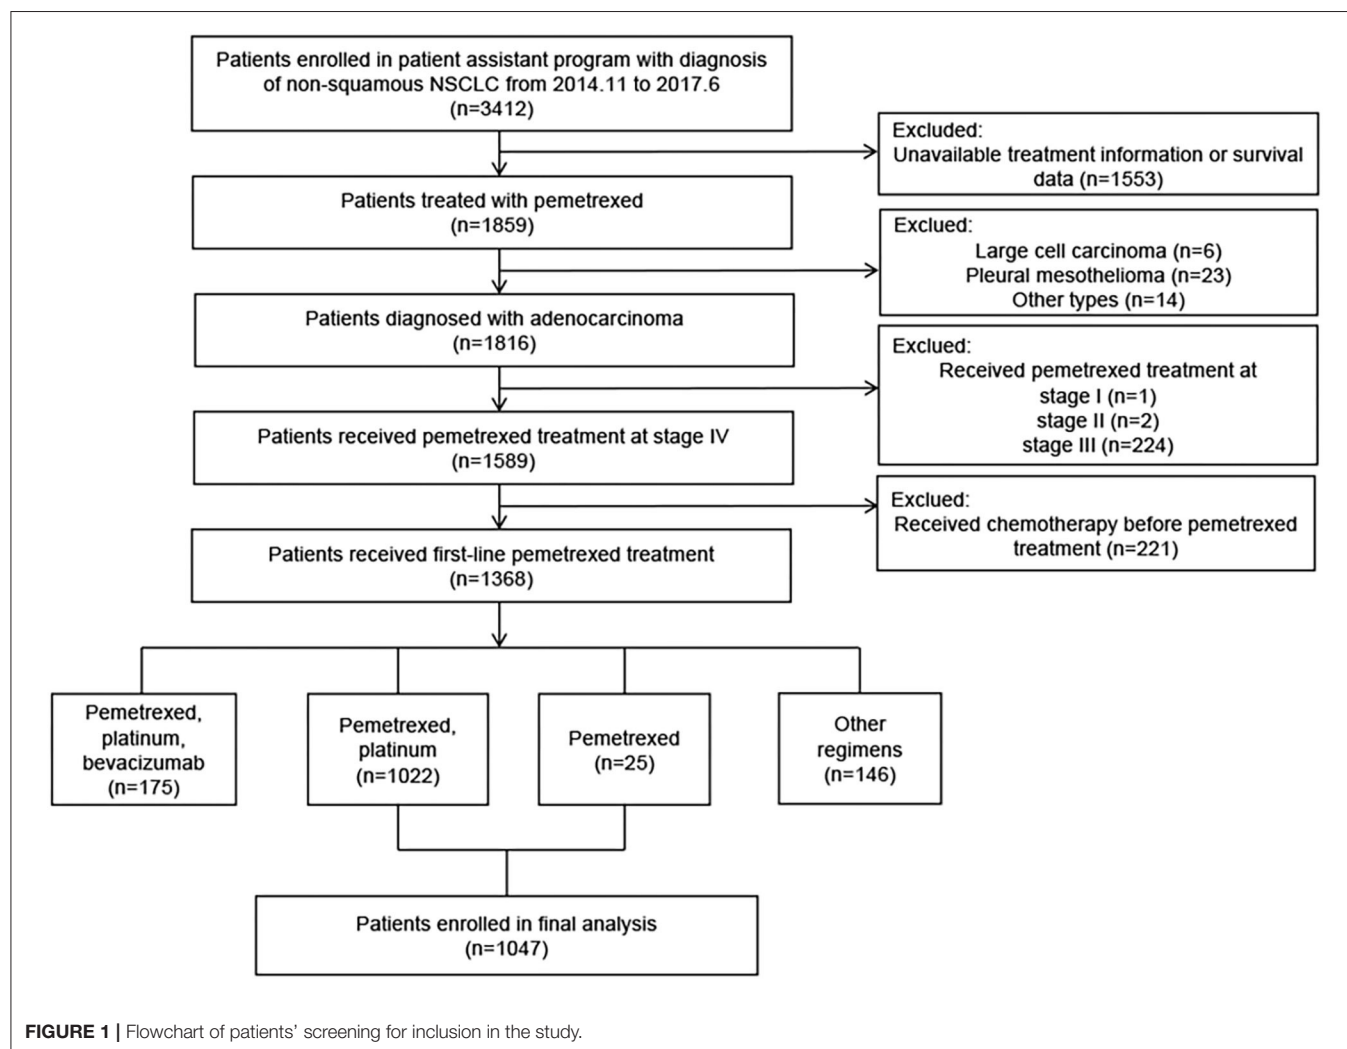 Patients enrolled in patient assistant program with diagnosis
of non-squamous NSCLC from 2014.11 to 2017.6
(n=3412)
Excluded:
Unavailable treatment information or survival
data (n=1553)
Patients treated with pemetrexed
(n=1859)
Exclued:
Large cell carcinoma (n=6)
Pleural mesothelioma (n=23)
Other types (n=14)
Patients diagnosed with adenocarcinoma
(n=1816)
Exclued:
Received pemetrexed treatment at
stage I (n=1)
stage II (n=2)
stage III (n=224)
Patients received pemetrexed treatment at stage IV
(n=1589)
Exclued:
Received chemotherapy before pemetrexed
treatment (n=221)
Patients received first-line pemetrexed treatment
(n=1368)
Pemetrexed,
platinum,
bevacizumab
(n=175)
Pemetrexed,
platinum
(n=1022)
Pemetrexed
(n=25)
Other
regimens
(n=146)
Patients enrolled in final analysis
(n=1047)
FIGURE 1 | Flowchart of patients' screening for inclusion in the study.